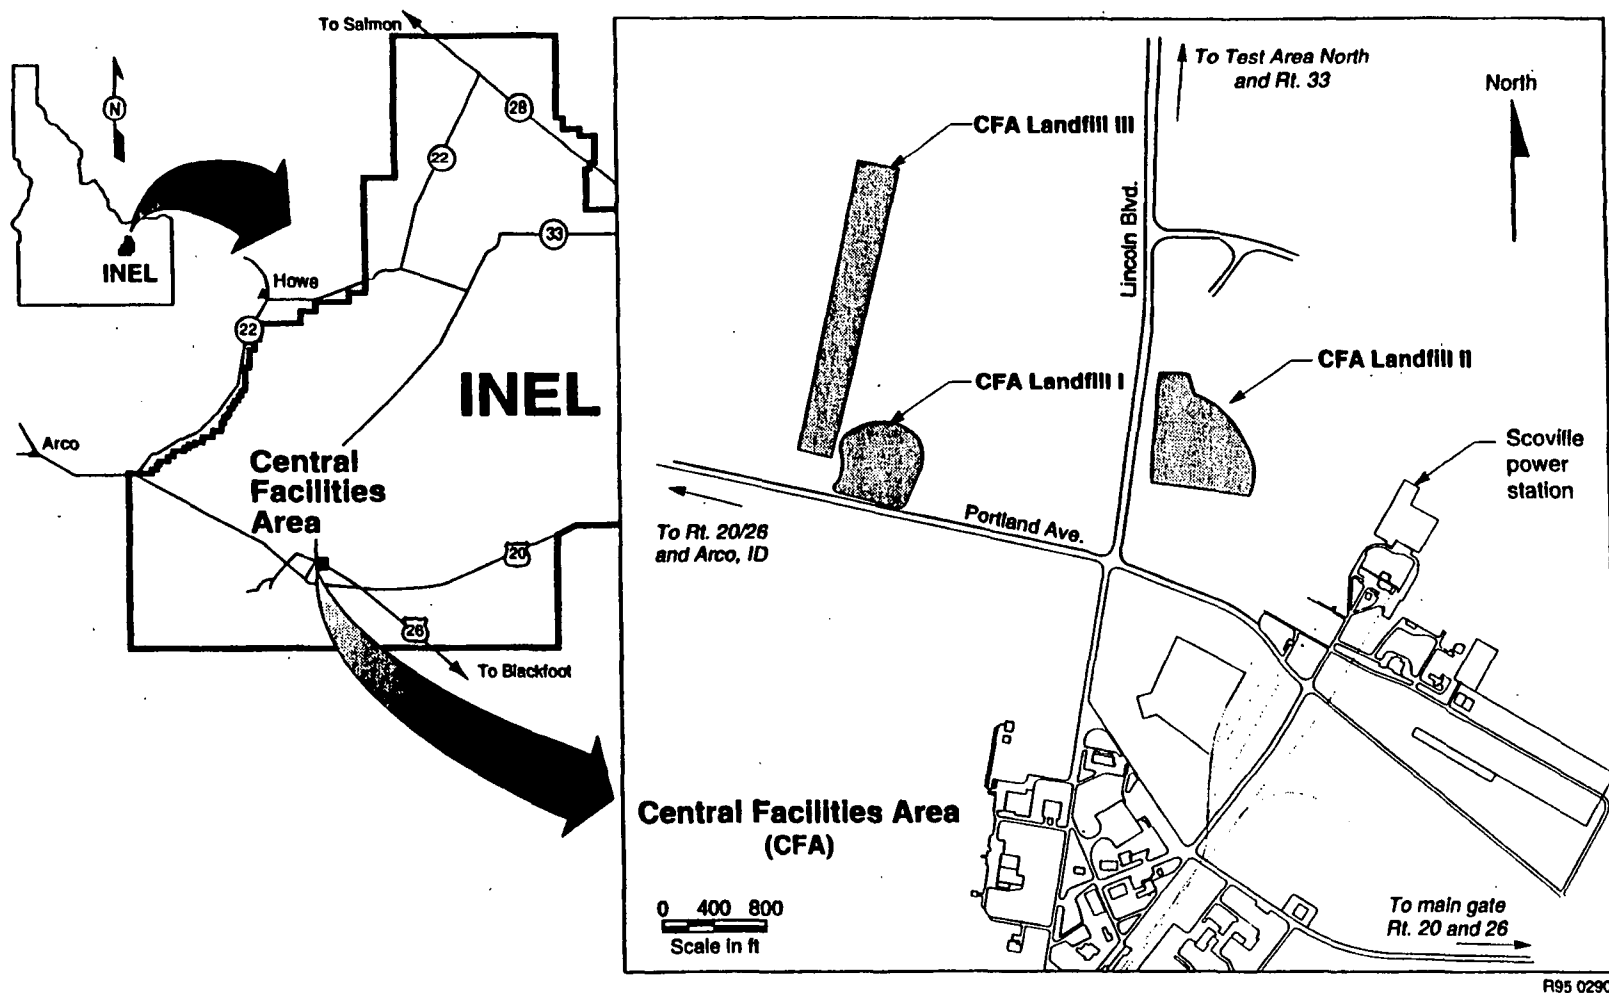 To Salmon
28
22
33
N
INEL
Howe
22
INEL
Arco
Central
Facilities
Area
20
26
To Blackfoot
To Test Area North
and Rt. 33
North
CFA Landfill III
Lincoln Blvd.
CFA Landfill II
CFA Landfill I
Scoville
power
station
Portland Ave.
To Rt. 20/26
and Arco, ID
Central Facilities Area
(CFA)
0 400 800
Scale in ft
To main gate
Rt. 20 and 26
R95 0290